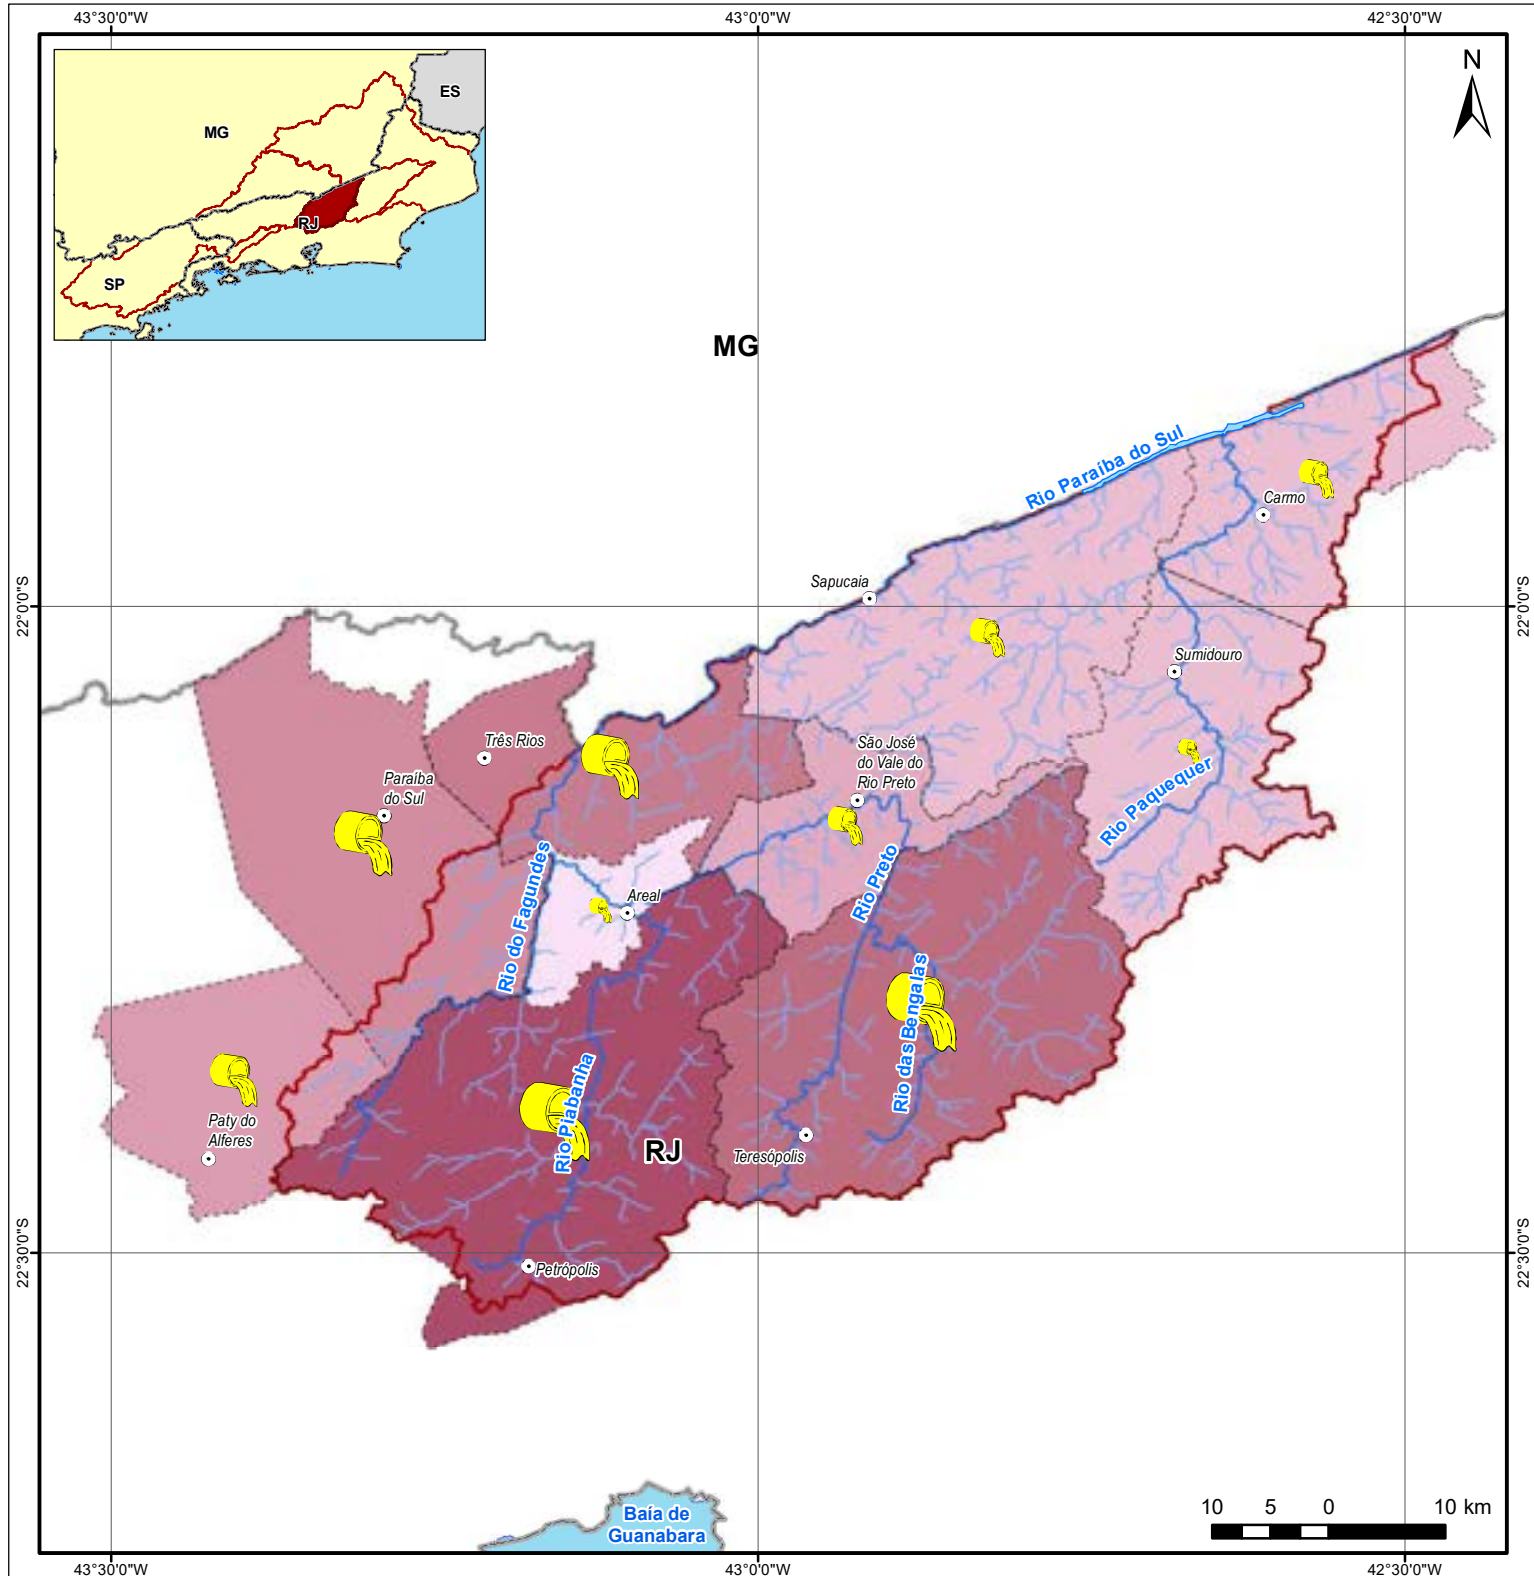 43°30'0"W
43°0'0"W
42°30'0"W
N
ES
MG
RJ
SP
MG
Rio Paraíba do Sul
Carmo
Sapucaia
22°0'0"S
22°0'0"S
Sumidouro
Três Rios
São José
do Vale do
Rio Preto
Paraíba
do Sul
Rio Paquequer
Rio Preto
Rio do Fagundes
Areal
Rio das Bengalas
Rio Piabanha
Paty do
Alferes
RJ
Teresópolis
22°30'0"S
22°30'0"S
Petrópolis
Baía de
Guanabara
10 5 0 10 km
43°30'0"W
43°0'0"W
42°30'0"W